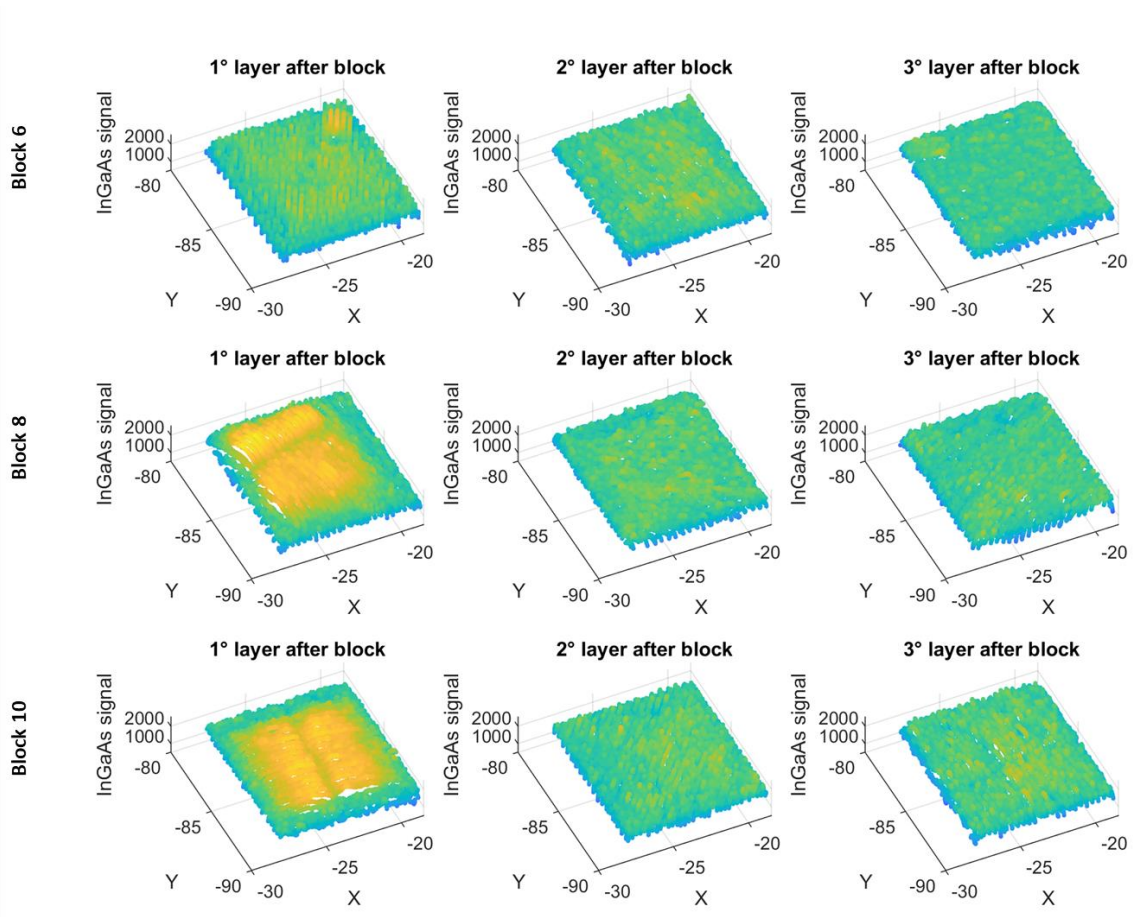 Block 6
1° layer after block
InGaAs signal
2000
1000
-80
-85
-90
Y
-30
-25
-20
X
2° layer after block
InGaAs signal
2000
1000
-80
-85
-90
Y
-30
-25
-20
X
3° layer after block
InGaAs signal
2000
1000
-80
-85
-90
Y
-30
-25
-20
X
Block 8
1° layer after block
InGaAs signal
2000
1000
-80
-85
-90
Y
-30
-25
-20
X
2° layer after block
InGaAs signal
2000
1000
-80
-85
-90
Y
-30
-25
-20
X
3° layer after block
InGaAs signal
2000
1000
-80
-85
-90
Y
-30
-25
-20
X
Block 10
1° layer after block
InGaAs signal
2000
1000
-80
-85
-90
Y
-30
-25
-20
X
2° layer after block
InGaAs signal
2000
1000
-80
-85
-90
Y
-30
-25
-20
X
3° layer after block
InGaAs signal
2000
1000
-80
-85
-90
Y
-30
-25
-20
X